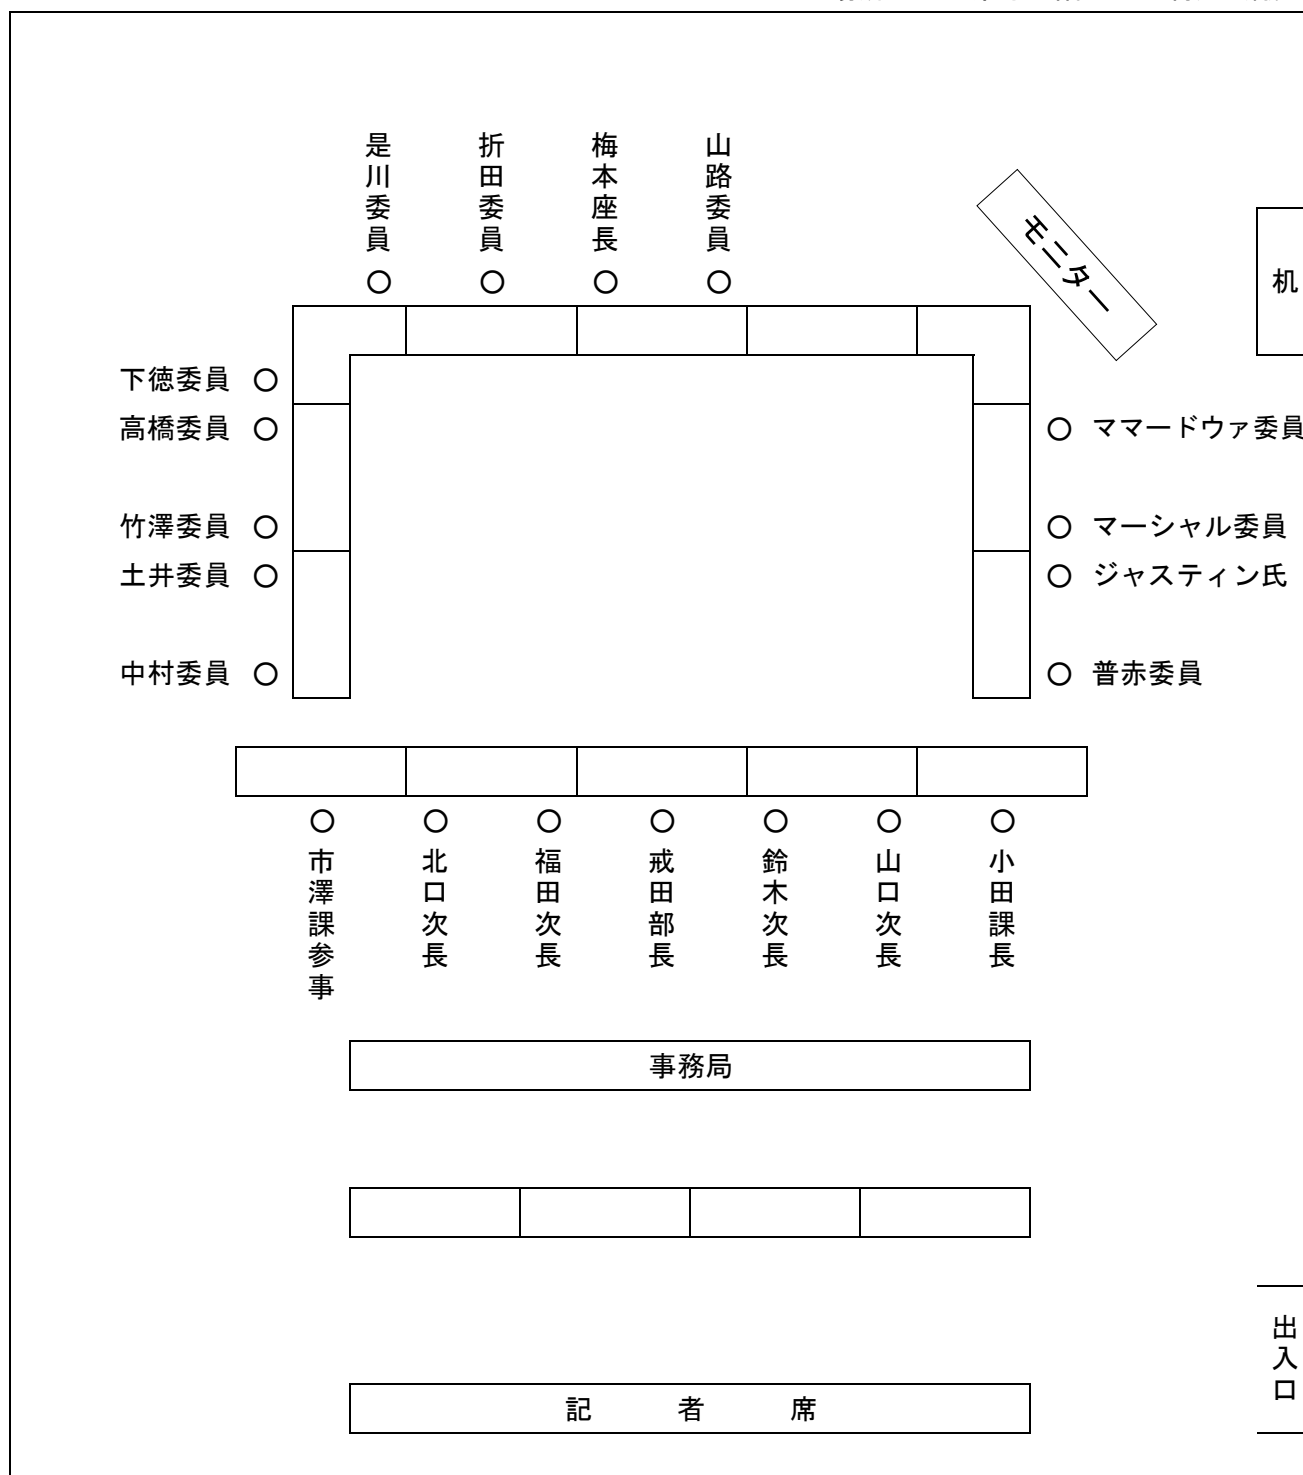 是川委員
折田委員
梅本座長
山路委員
モニター
机
下徳委員
高橋委員
竹澤委員
土井委員
中村委員
ママードウァ委員
マーシャル委員
ジャスティン氏
普赤委員
市澤課参事
北口次長
福田次長
戒田部長
鈴木次長
山口次長
小田課長
事務局
出入口
記者席